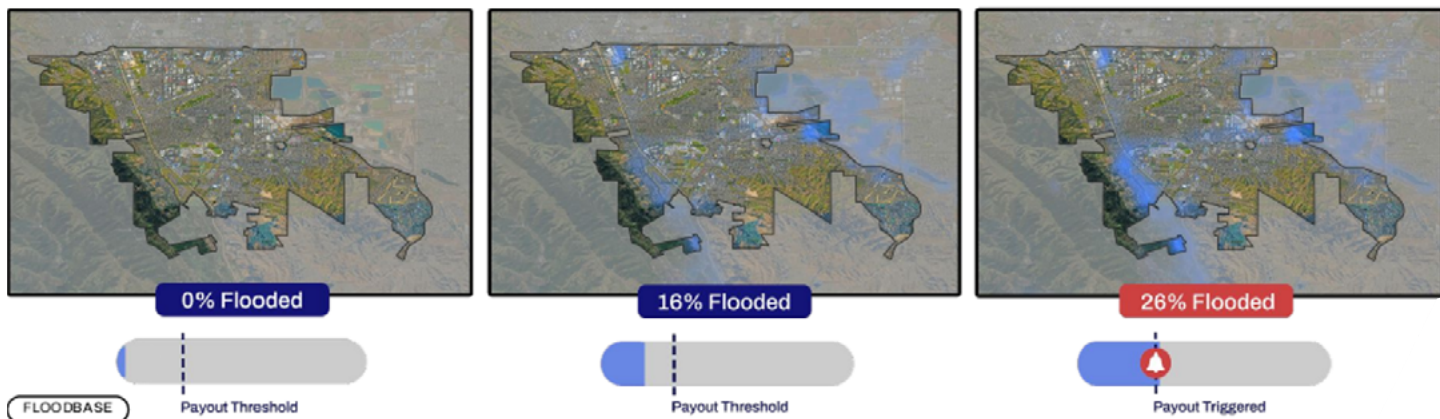 0% Flooded
16% Flooded
26% Flooded
FLOODBASE
Payout Threshold
Payout Threshold
Payout Triggered